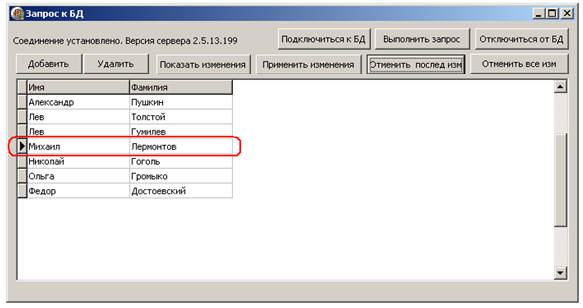 Запрос к БД
Соединение установлено. Версия сервера 2.5.13.199 Подключиться к БД Выполнить запрос Отключиться от БД
Добавить Удалить Показать изменения Применить изменения Отменить послед изм Отменить все изм
Имя Фамилия
Александр Пушкин
Лев Толстой
Лев Гумилев
Михаил Лермонтов
Николай Гоголь
Ольга Громыко
Федор Достоевский